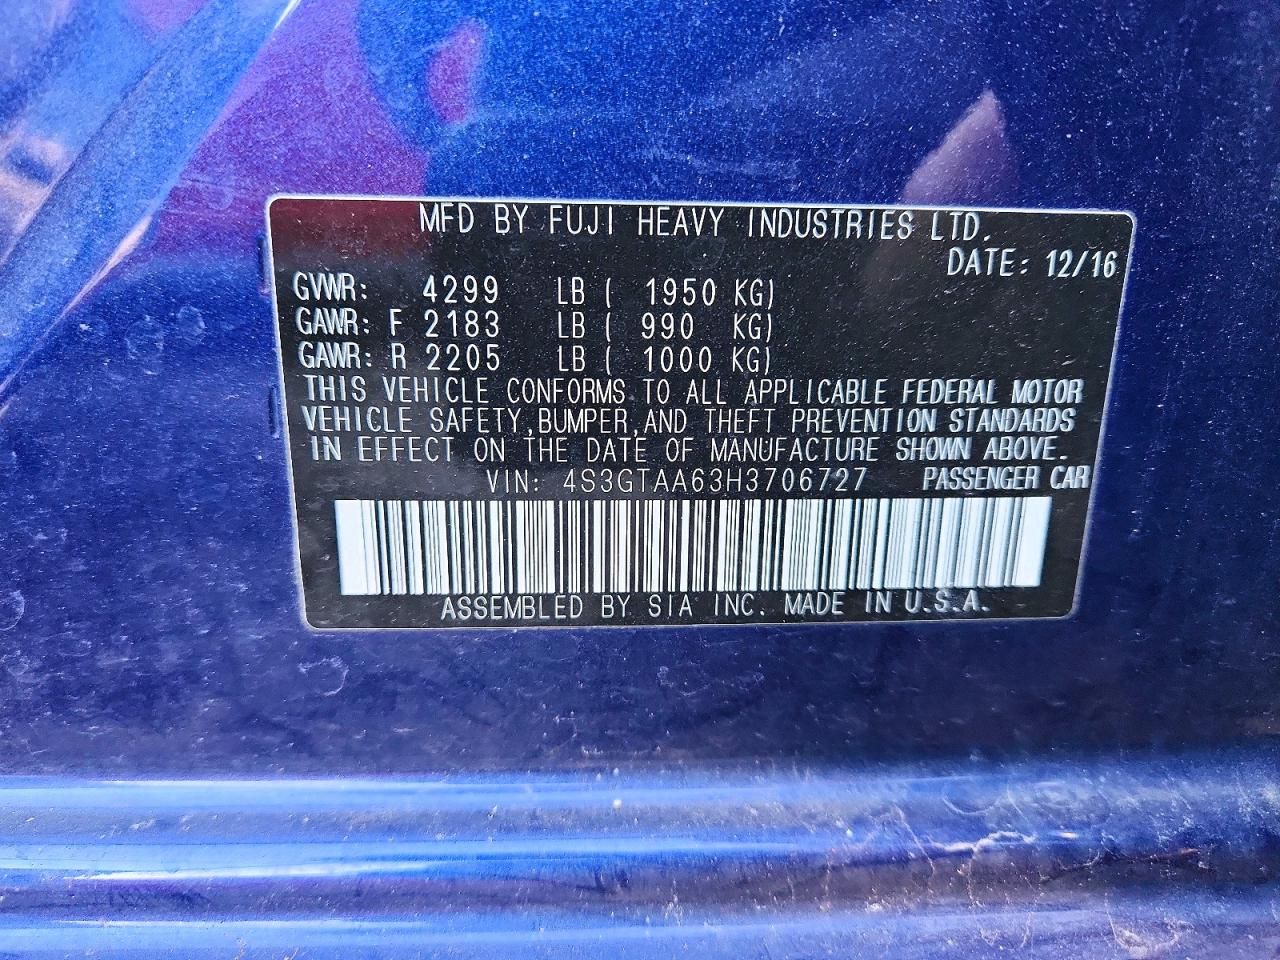 MFD BY FUJI HEAVY INDUSTRIES LTD.
DATE: 12/16
GVWR: 4299 LB ( 1950 KG)
GAWR: F 2183 LB ( 990 KG)
GAWR: R 2205 LB ( 1000 KG)
THIS VEHICLE CONFORMS TO ALL APPLICABLE FEDERAL MOTOR
VEHICLE SAFETY, BUMPER, AND THEFT PREVENTION STANDARDS
IN EFFECT ON THE DATE OF MANUFACTURE SHOWN ABOVE.
VIN: 4S3GTAA63H3706727 PASSENGER CAR
ASSEMBLED BY SIA INC. MADE IN U.S.A.